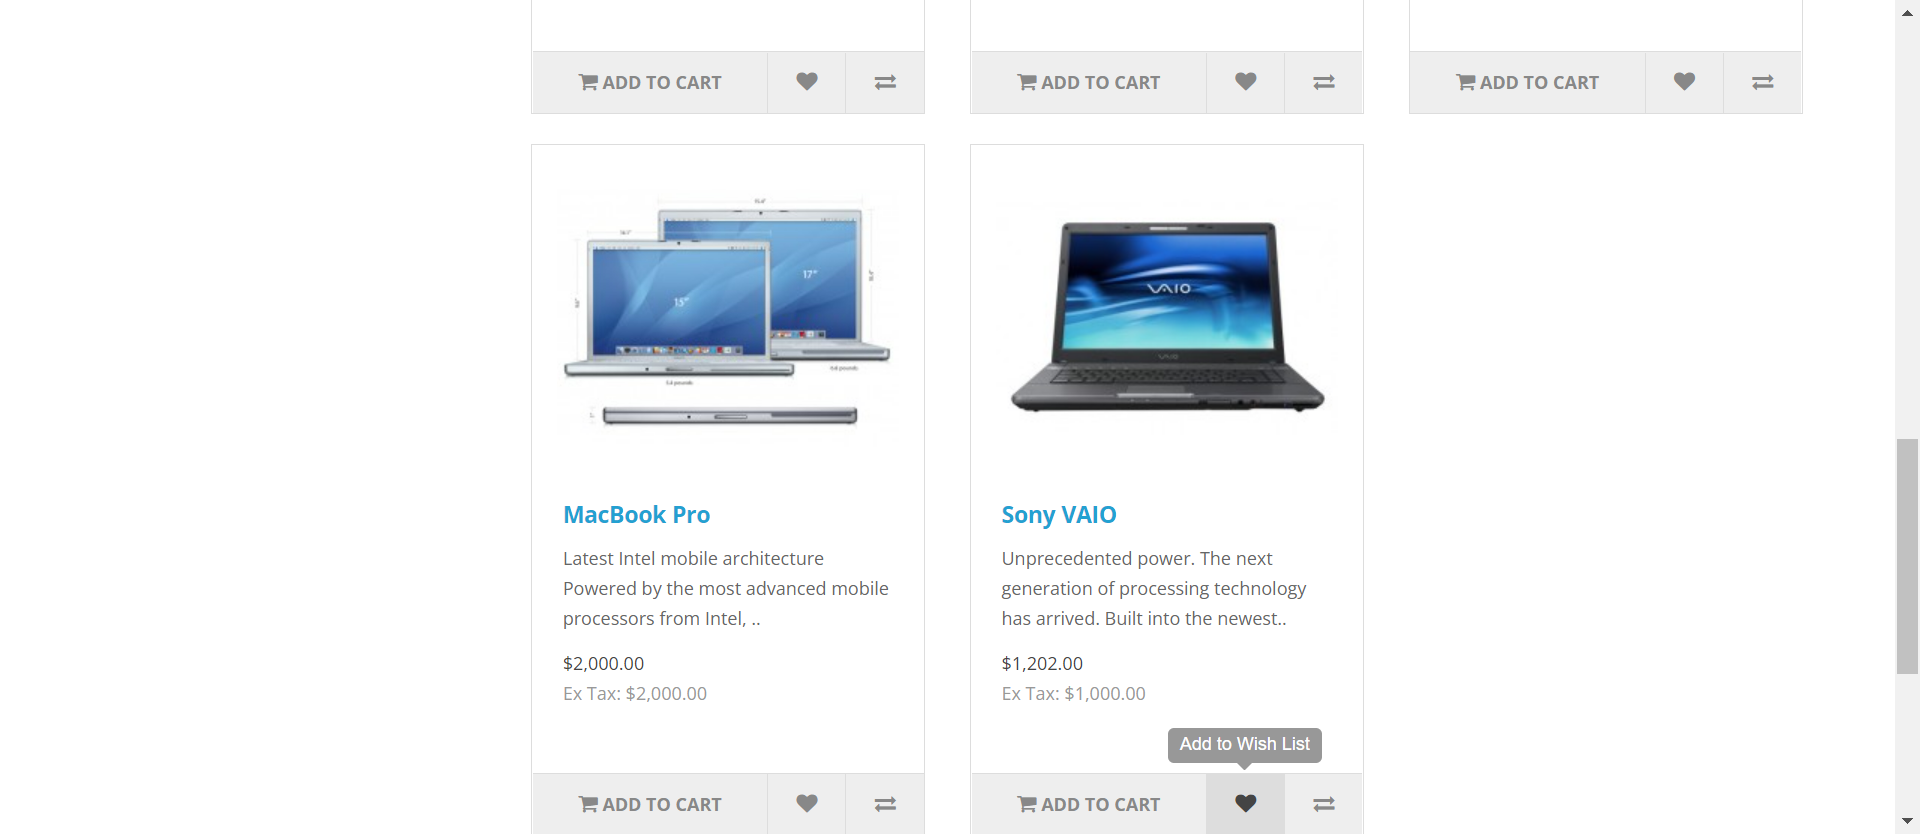 ADD TO CART
ADD TO CART
ADD TO CART
15"
17"
VAIO
VAIO
MacBook Pro
Latest Intel mobile architecture
Powered by the most advanced mobile
processors from Intel, ..
$2,000.00
Ex Tax: $2,000.00
Sony VAIO
Unprecedented power. The next
generation of processing technology
has arrived. Built into the newest..
$1,202.00
Ex Tax: $1,000.00
Add to Wish List
ADD TO CART
ADD TO CART